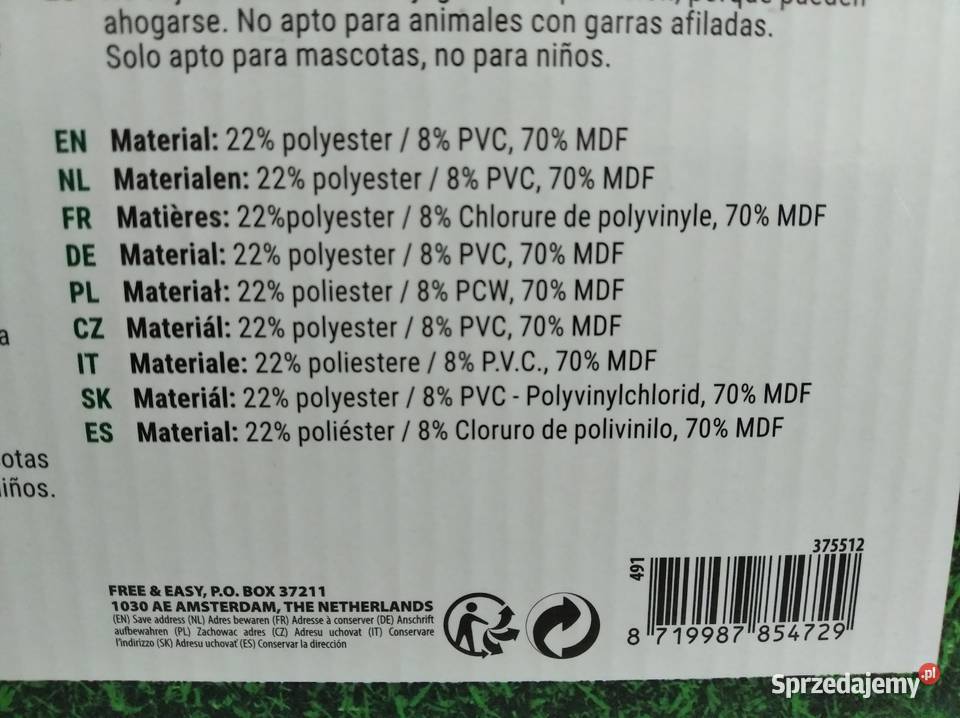 pueden
ahogarse. No apto para animales con garras afiladas.
Solo apto para mascotas, no para niños.
EN Material: 22% polyester / 8% PVC, 70% MDF
NL Materialen: 22% polyester / 8% PVC, 70% MDF
FR Matières: 22%polyester / 8% Chlorure de polyvinyle, 70% MDF
DE Material: 22% polyester / 8% PVC, 70% MDF
PL Materiał: 22% poliester / 8% PCW, 70% MDF
a
CZ Materiál: 22% polyester / 8% PVC, 70% MDF
IT Materiale: 22% poliestere / 8% P.V.C., 70% MDF
SK Materiál: 22% polyester / 8% PVC - Polyvinylchlorid, 70% MDF
ES Material: 22% poliéster / 8% Cloruro de polivinilo, 70% MDF
otas
iños.
375512
491
FREE & EASY, P.O. BOX 37211
1030 AE AMSTERDAM, THE NETHERLANDS
(EN) Save address (NL) Adres bewaren (FR) Adresse à conserver (DE) Anschrift
aufbewahren (PL) Zachowac adres (CZ) Adresu uchovat (IT) Conservare
l'indirizzo (SK) Adresu uchovať (ES) Conservar la dirección
8 719987 854729
Sprzedajemy.pl